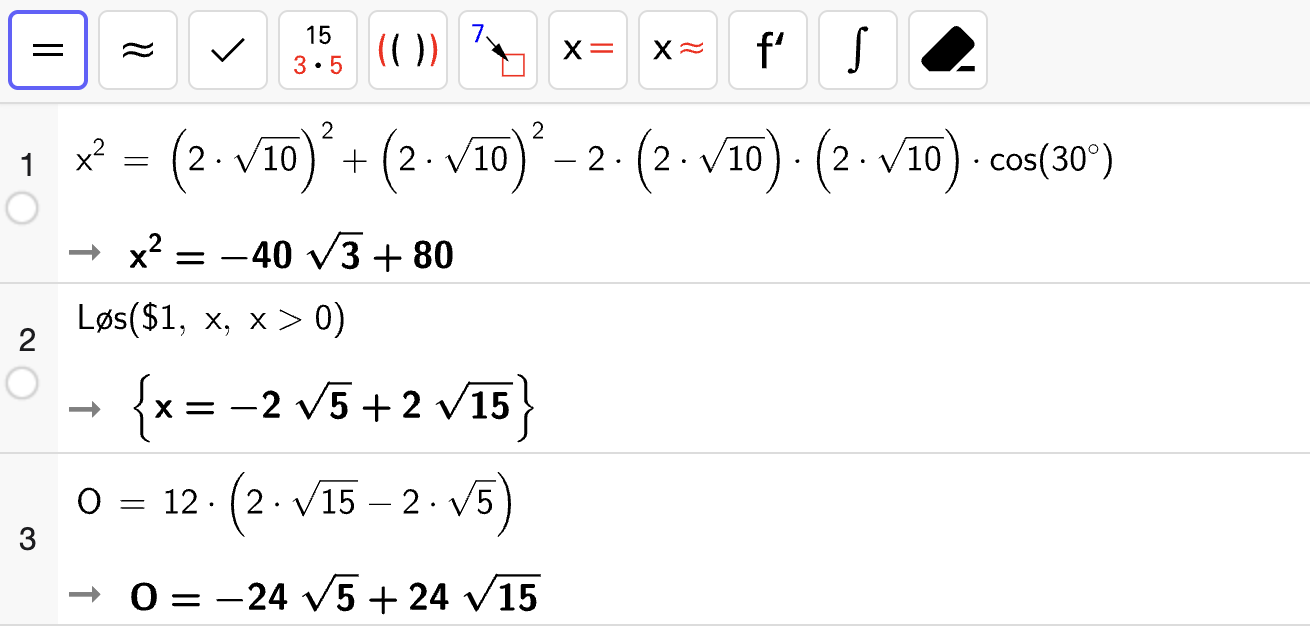 = ≈ ✓ 15 3 · 5 (( )) 7 x = x ≈ f′ ∫
1 x² = (2 · √10)² + (2 · √10)² – 2 · (2 · √10) · (2 · √10) · cos(30°)
→ x² = –40 √3 + 80
2 Løs($1, x, x > 0)
→ {x = –2 √5 + 2 √15}
3 O = 12 · (2 · √15 – 2 · √5)
→ O = –24 √5 + 24 √15